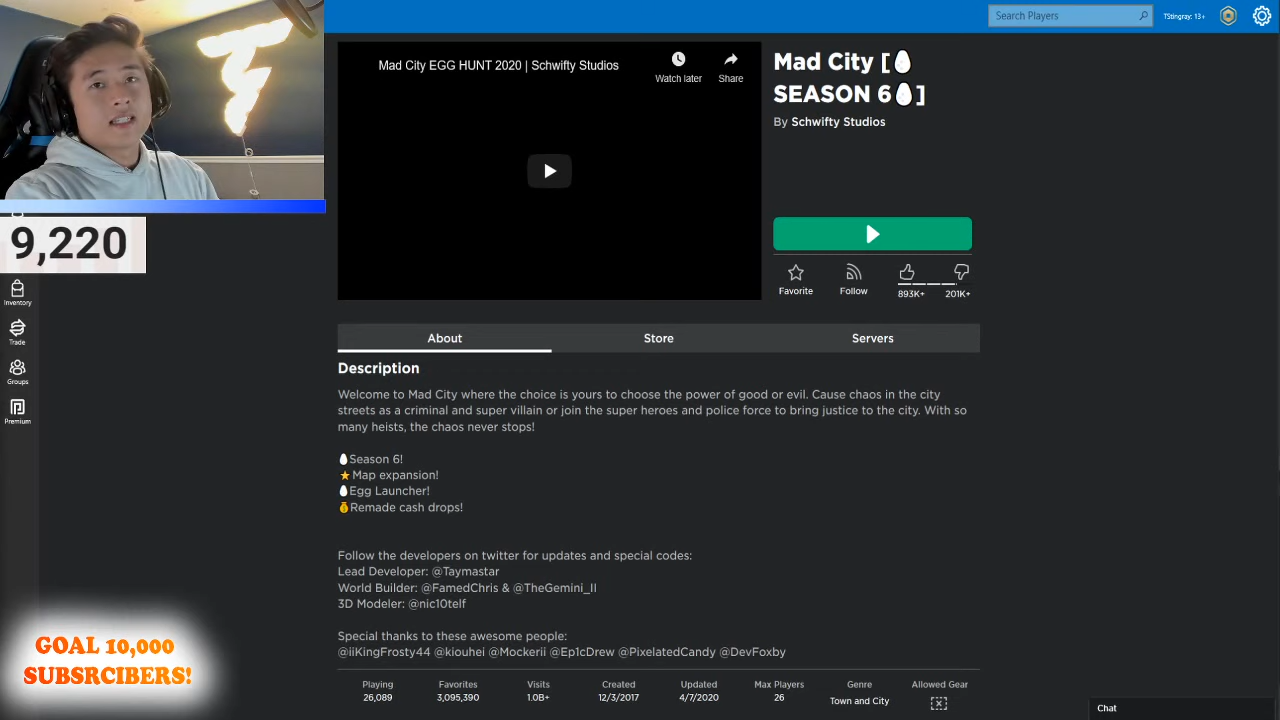 Search Players
TStingray: 13+
Mad City EGG HUNT 2020 | Schwifty Studios
Watch later
Share
Mad City [🥚
SEASON 6🥚]
By Schwifty Studios
9,220
Inventory
Trade
Groups
Premium
Favorite
Follow
893K+
201K+
About
Store
Servers
Description
Welcome to Mad City where the choice is yours to choose the power of good or evil. Cause chaos in the city
streets as a criminal and super villain or join the super heroes and police force to bring justice to the city. With so
many heists, the chaos never stops!
🥚Season 6!
⭐Map expansion!
🥚Egg Launcher!
💰Remade cash drops!
Follow the developers on twitter for updates and special codes:
Lead Developer: @Taymastar
World Builder: @FamedChris & @TheGemini_II
3D Modeler: @nic10telf
Special thanks to these awesome people:
@iiKingFrosty44 @kiouhei @Mockerii @Ep1cDrew @PixelatedCandy @DevFoxby
GOAL 10,000
SUBSRCIBERS!
Playing Favorites Visits Created Updated Max Players Genre Allowed Gear
26,089 3,095,390 1.0B+ 12/3/2017 4/7/2020 26 Town and City
Chat